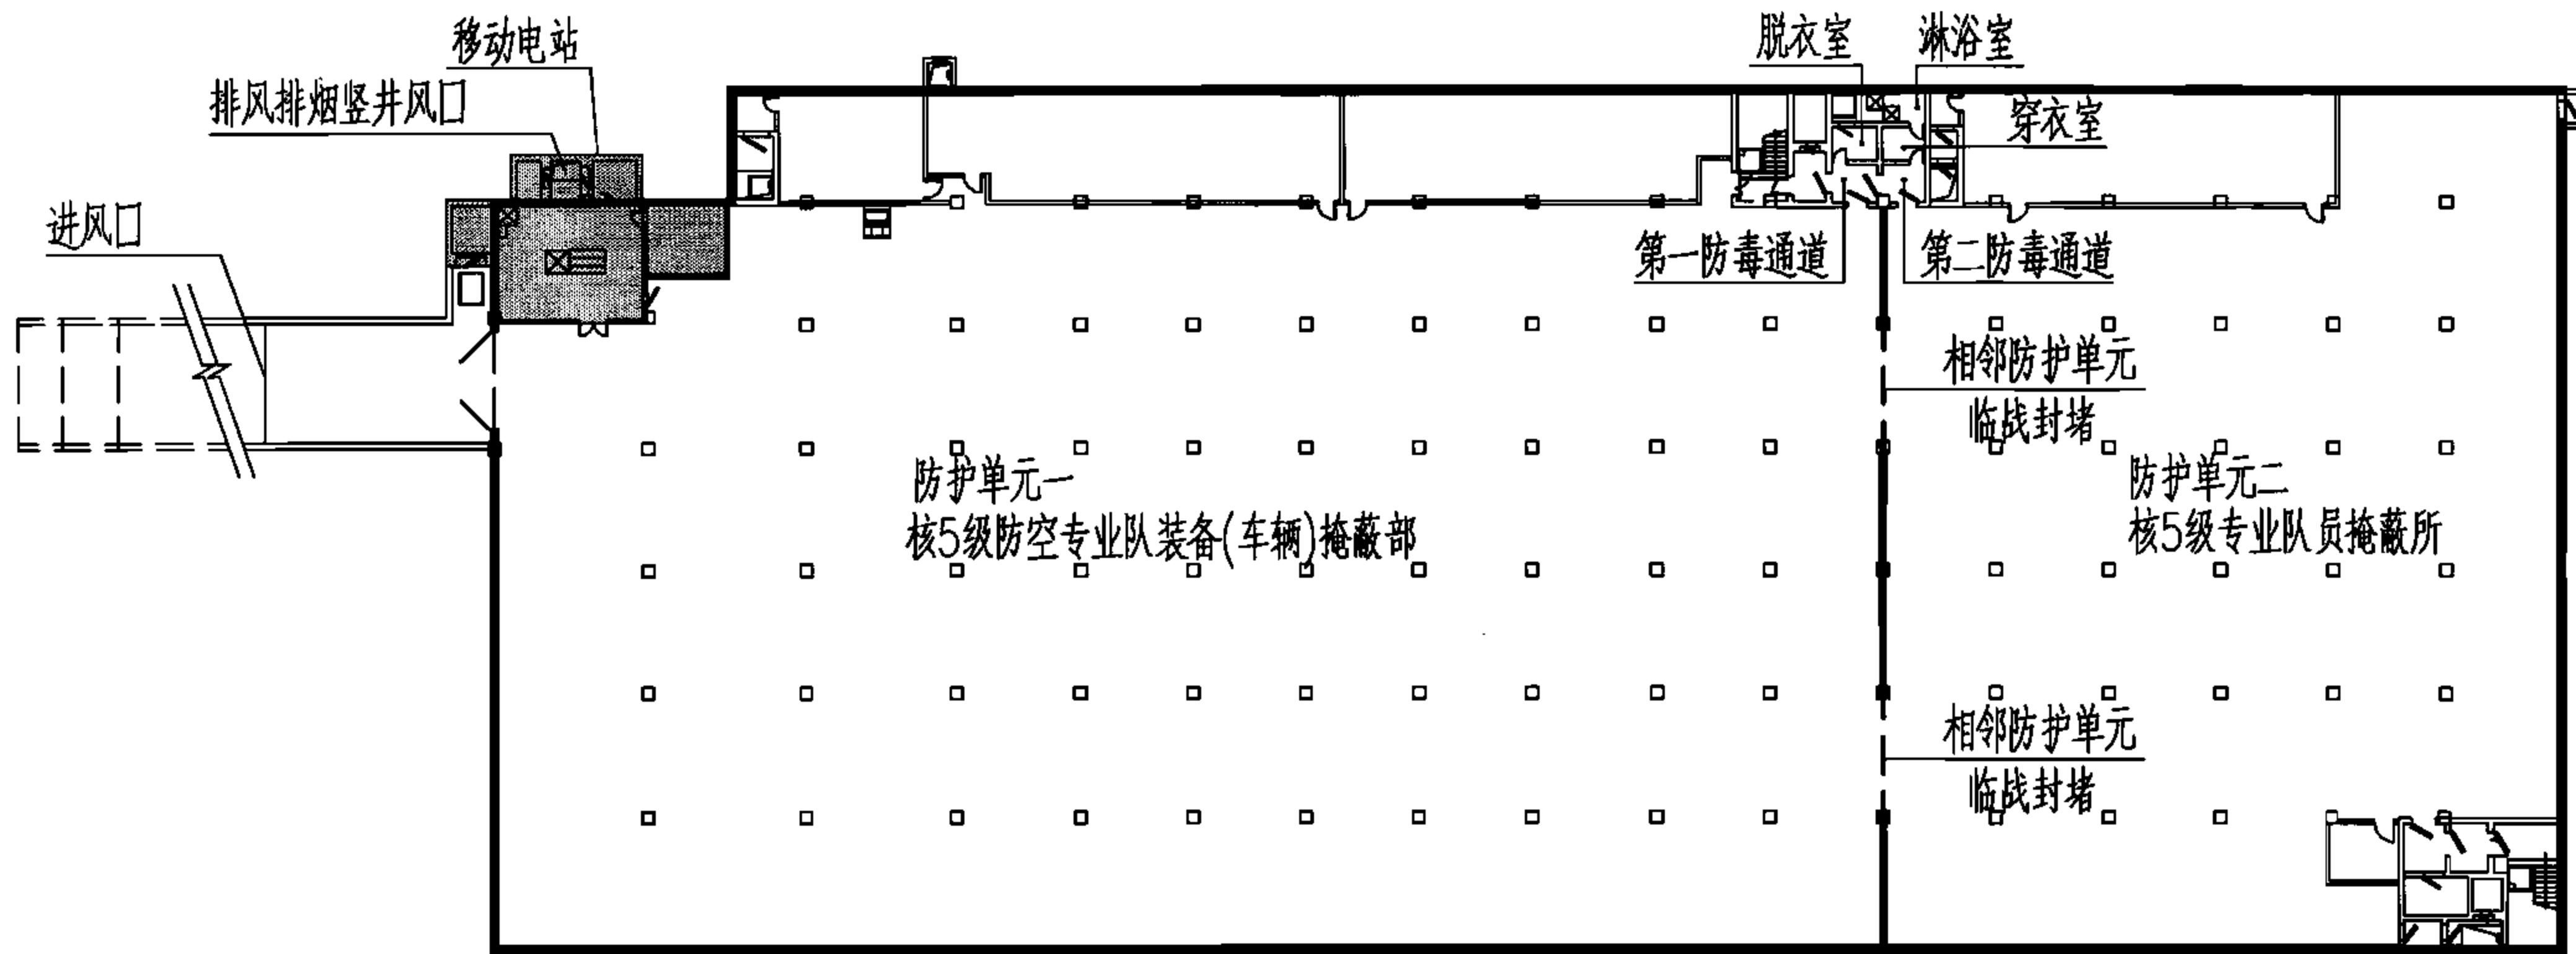 移动电站
排风排烟竖井风口
进风口
脱衣室
淋浴室
穿衣室
第一防毒通道
第二防毒通道
相邻防护单元
临战封堵
防护单元一
核5级防空专业队装备(车辆)掩蔽部
防护单元二
核5级专业队员掩蔽所
相邻防护单元
临战封堵